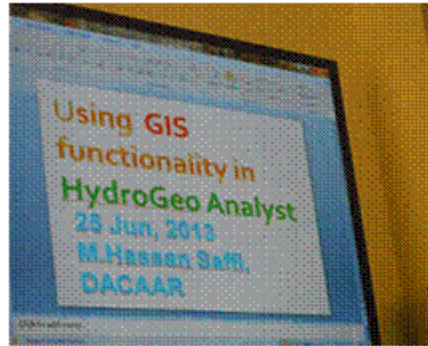 Using GIS
functionality in
HydroGeo Analyst
25 Jun, 2013
M.Hassan Saffi,
DACAAR